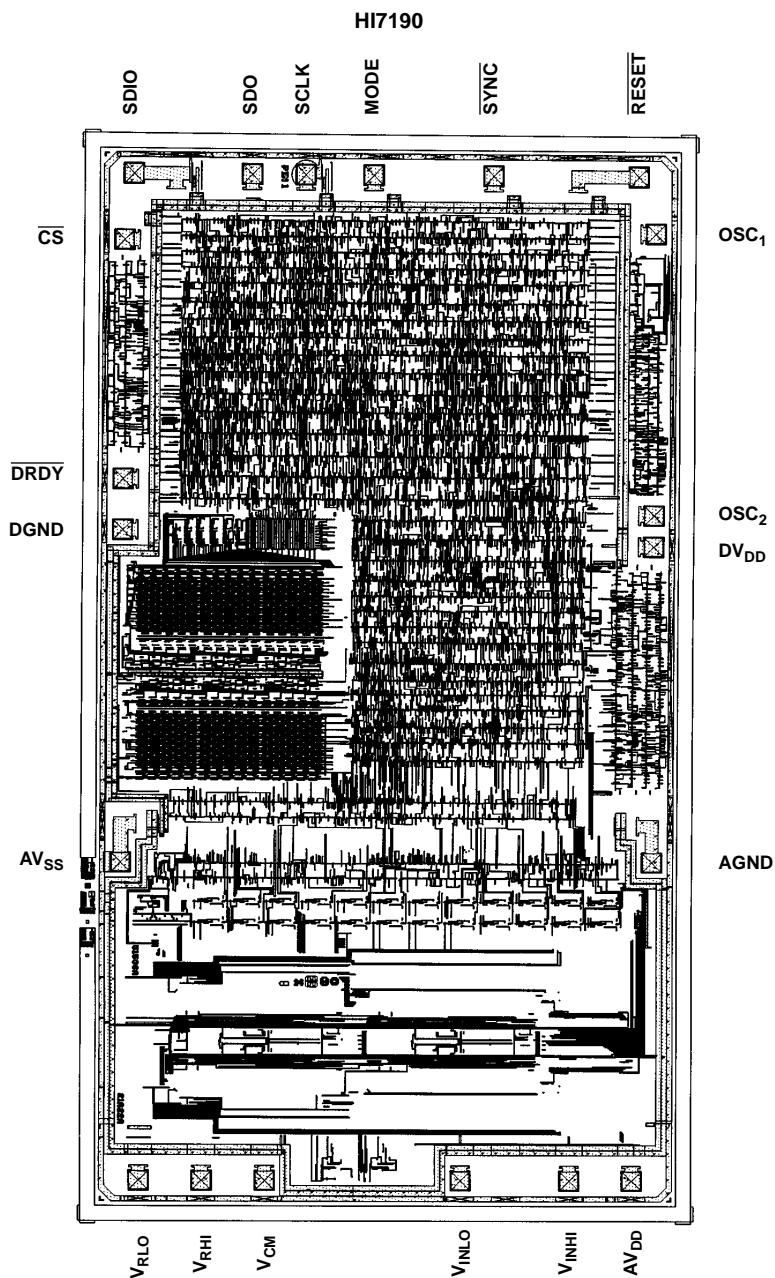 HI7190
SDIO
SDO
SCLK
MODE
SYNC
RESET
CS
OSC1
DRDY
DGND
OSC2
DVDD
AVSS
AGND
VRLO
VRHI
VCM
VINLO
VINHI
AVDD